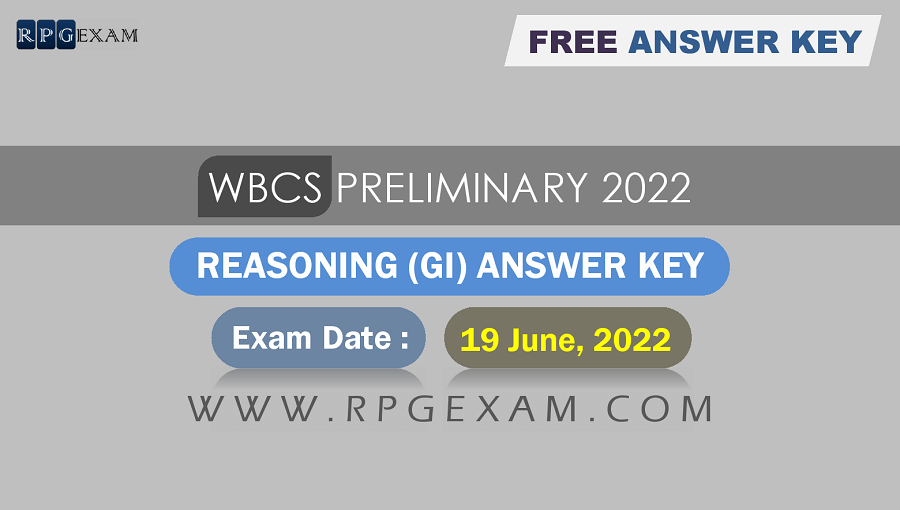 RPGEXAM
FREE ANSWER KEY
WBCS PRELIMINARY 2022
REASONING (GI) ANSWER KEY
Exam Date :
19 June, 2022
WWW.RPGEXAM.COM